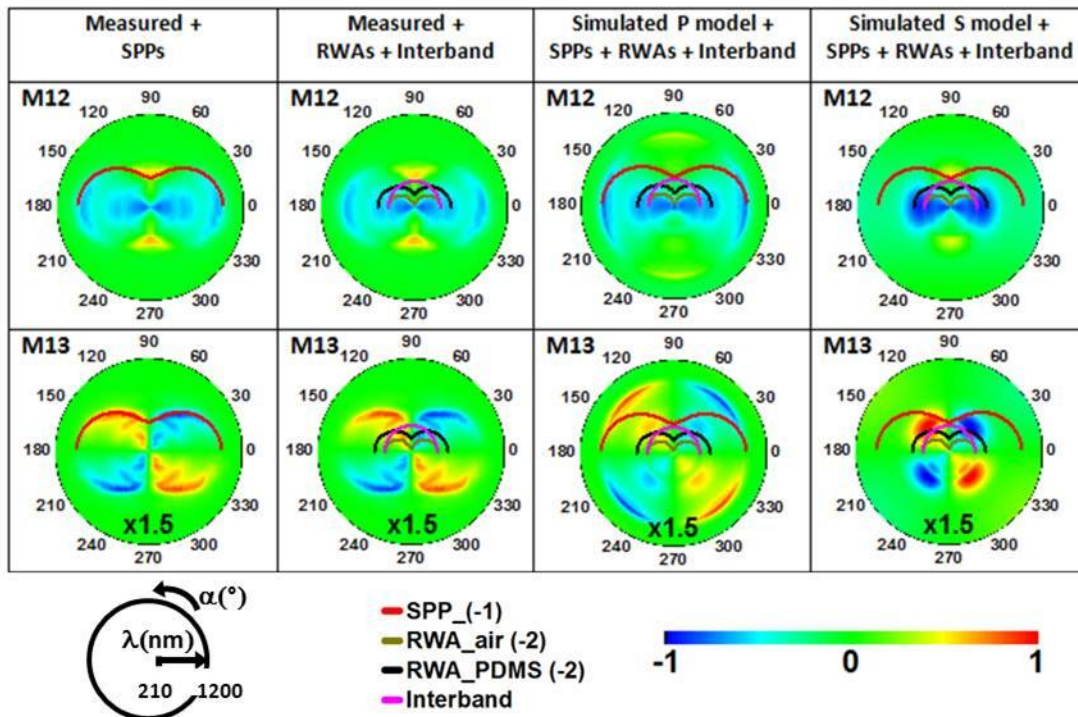 Measured +
SPPs
Measured +
RWAs + Interband
Simulated P model +
SPPs + RWAs + Interband
Simulated S model +
SPPs + RWAs + Interband
M12
90
120 60
150 30
180 0
210 330
240 300
270
M12
90
120 60
150 30
180 0
210 330
240 300
270
M12
90
120 60
150 30
180 0
210 330
240 300
270
M12
90
120 60
150 30
180 0
210 330
240 300
270
M13
90
120 60
150 30
180 0
210 330
x1.5
240 300
270
M13
90
120 60
150 30
180 0
210 330
x1.5
240 300
270
M13
90
120 60
150 30
180 0
210 330
x1.5
240 300
270
M13
90
120 60
150 30
180 0
210 330
x1.5
240 300
270
α(°)
λ(nm)
210 1200
SPP_(-1)
RWA_air (-2)
RWA_PDMS (-2)
Interband
-1 0 1